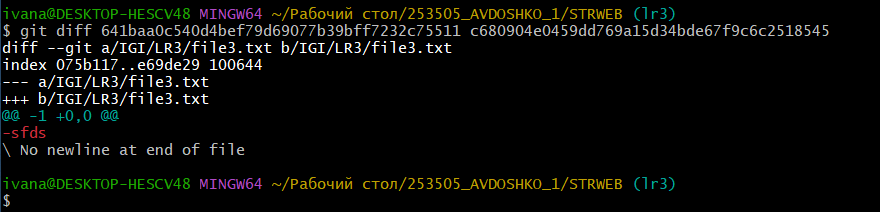 ivana@DESKTOP-HESCV48 MINGW64 ~/Рабочий стол/253505_AVDOSHKO_1/STRWEB (lr3)
$ git diff 641baa0c540d4bef79d69077b39bff7232c75511 c680904e0459dd769a15d34bde67f9c6c2518545
diff --git a/IGI/LR3/file3.txt b/IGI/LR3/file3.txt
index 075b117..e69de29 100644
--- a/IGI/LR3/file3.txt
+++ b/IGI/LR3/file3.txt
@@ -1 +0,0 @@
-sfds
\ No newline at end of file
ivana@DESKTOP-HESCV48 MINGW64 ~/Рабочий стол/253505_AVDOSHKO_1/STRWEB (lr3)
$